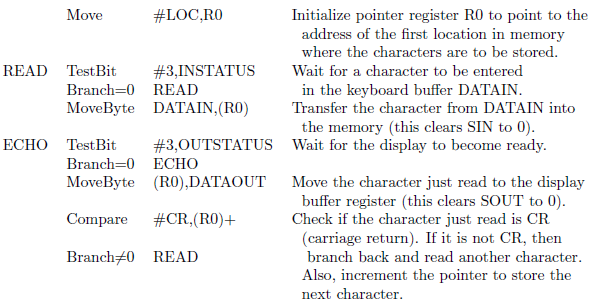 Move #LOC,R0 Initialize pointer register R0 to point to the
address of the first location in memory
where the characters are to be stored.
READ TestBit #3,INSTATUS Wait for a character to be entered
Branch=0 READ in the keyboard buffer DATAIN.
MoveByte DATAIN,(R0) Transfer the character from DATAIN into
the memory (this clears SIN to 0).
ECHO TestBit #3,OUTSTATUS Wait for the display to become ready.
Branch=0 ECHO
MoveByte (R0),DATAOUT Move the character just read to the display
buffer register (this clears SOUT to 0).
Compare #CR,(R0)+ Check if the character just read is CR
(carriage return). If it is not CR, then
Branch≠0 READ branch back and read another character.
Also, increment the pointer to store the
next character.